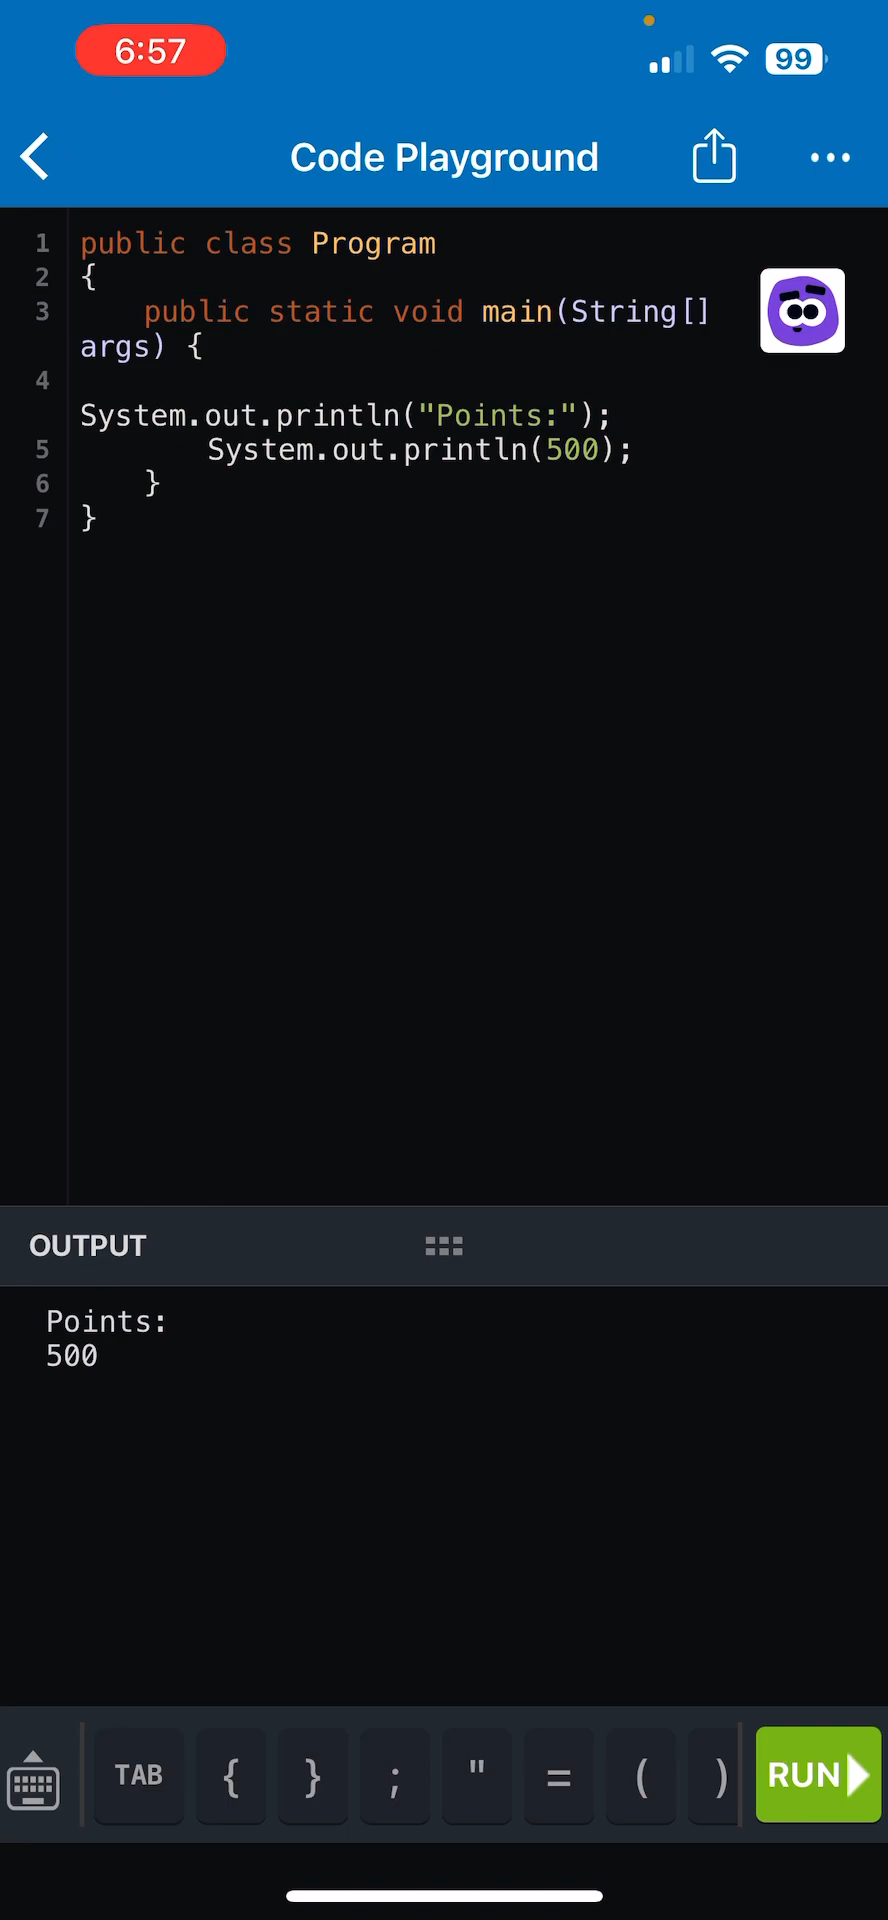 6:57
99
Code Playground
1 public class Program
2 {
3 public static void main(String[]
args) {
4
System.out.println("Points:");
5 System.out.println(500);
6 }
7 }
OUTPUT
Points:
500
TAB { } ; " = ( ) RUN